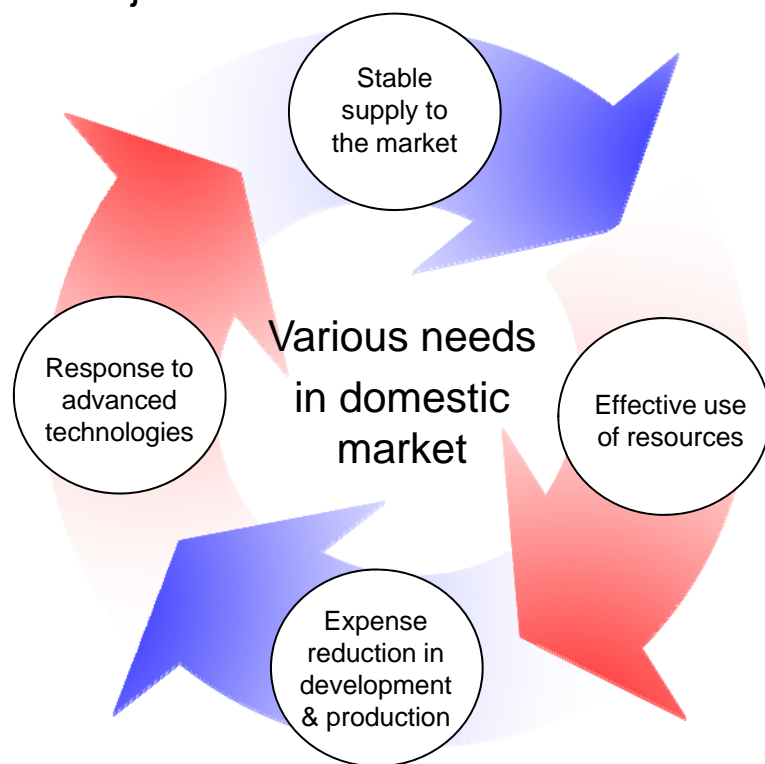 Stable
supply to
the market
Various needs
in domestic
market
Response to
advanced
technologies
Effective use
of resources
Expense
reduction in
development
& production